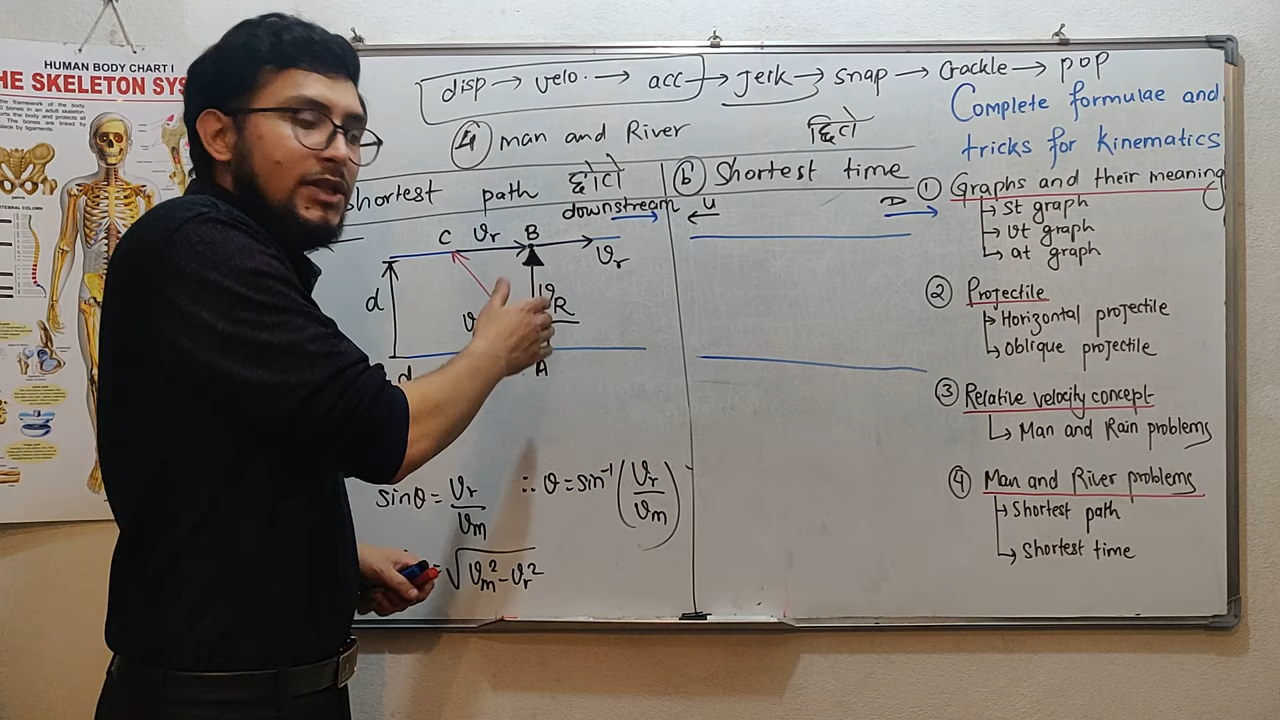 HUMAN BODY CHART I
HE SKELETON SYS
disp → velo. → acc → Jerk → snap → Crackle → pop
④ man and River
Complete formulae and
tricks for kinematics
shortest path
ⓑ Shortest time
downstream
u
D
C
vr
B
vr
d
R
A
d
sinθ = vr/vm
∴ θ = sin⁻¹(vr/vm)
= √vm² - vr²
① Graphs and their meaning
st graph
vt graph
at graph
② Projectile
Horizontal projectile
Oblique projectile
③ Relative velocity concept
Man and Rain problems
④ Man and River problems
Shortest path
Shortest time